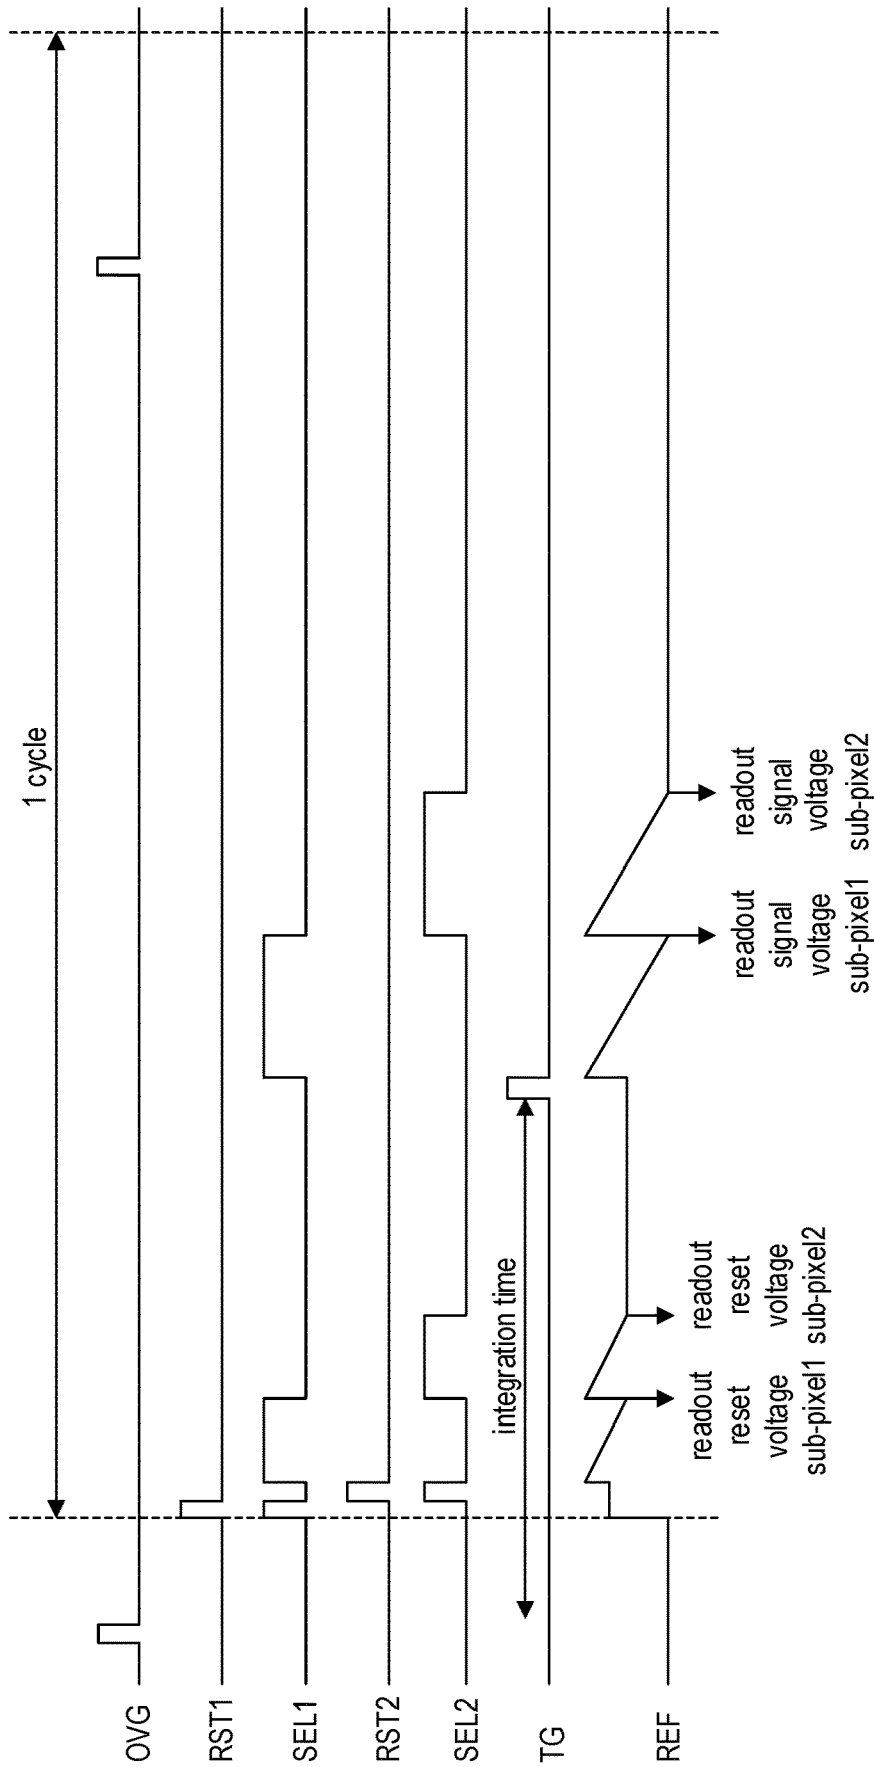 1 cycle
OVG
RST1
SEL1
RST2
SEL2
integration time
TG
REF
readout
reset
voltage
sub-pixel1
readout
reset
voltage
sub-pixel2
readout
signal
voltage
sub-pixel1
readout
signal
voltage
sub-pixel2